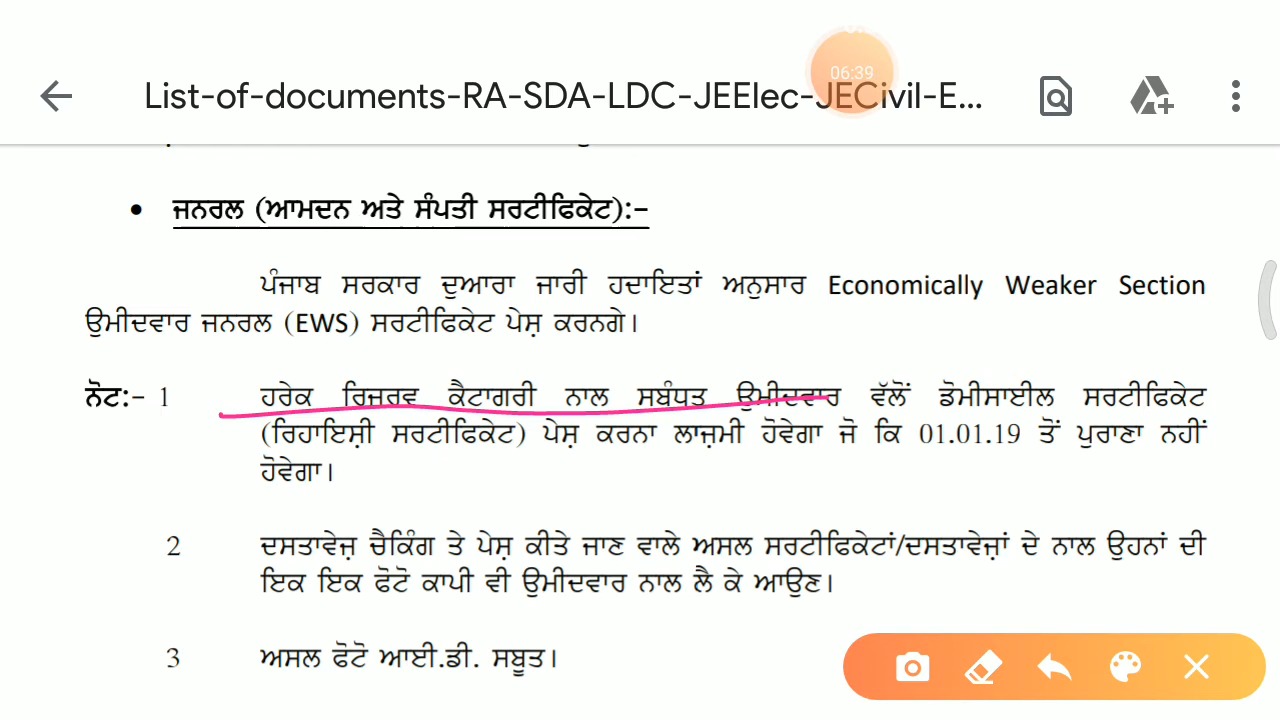 06:39
List-of-documents-RA-SDA-LDC-JEElec-JECivil-E...
• ਜਨਰਲ (ਆਮਦਨ ਅਤੇ ਸੰਪਤੀ ਸਰਟੀਫਿਕੇਟ):-
ਪੰਜਾਬ ਸਰਕਾਰ ਦੁਆਰਾ ਜਾਰੀ ਹਦਾਇਤਾਂ ਅਨੁਸਾਰ Economically Weaker Section
ਉਮੀਦਵਾਰ ਜਨਰਲ (EWS) ਸਰਟੀਫਿਕੇਟ ਪੇਸ਼ ਕਰਨਗੇ।
ਨੋਟ:- 1 ਹਰੇਕ ਰਿਜ਼ਰਵ ਕੈਟਾਗਰੀ ਨਾਲ ਸਬੰਧਤ ਉਮੀਦਵਾਰ ਵੱਲੋਂ ਡੋਮੀਸਾਈਲ ਸਰਟੀਫਿਕੇਟ
(ਰਿਹਾਇਸ਼ੀ ਸਰਟੀਫਿਕੇਟ) ਪੇਸ਼ ਕਰਨਾ ਲਾਜ਼ਮੀ ਹੋਵੇਗਾ ਜੋ ਕਿ 01.01.19 ਤੋਂ ਪੁਰਾਣਾ ਨਹੀਂ
ਹੋਵੇਗਾ।
2 ਦਸਤਾਵੇਜ਼ ਚੈਕਿੰਗ ਤੇ ਪੇਸ਼ ਕੀਤੇ ਜਾਣ ਵਾਲੇ ਅਸਲ ਸਰਟੀਫਿਕੇਟਾਂ/ਦਸਤਾਵੇਜ਼ਾਂ ਦੇ ਨਾਲ ਉਹਨਾਂ ਦੀ
ਇਕ ਇਕ ਫੋਟੋ ਕਾਪੀ ਵੀ ਉਮੀਦਵਾਰ ਨਾਲ ਲੈ ਕੇ ਆਉਣ।
3 ਅਸਲ ਫੋਟੋ ਆਈ.ਡੀ. ਸਬੂਤ।